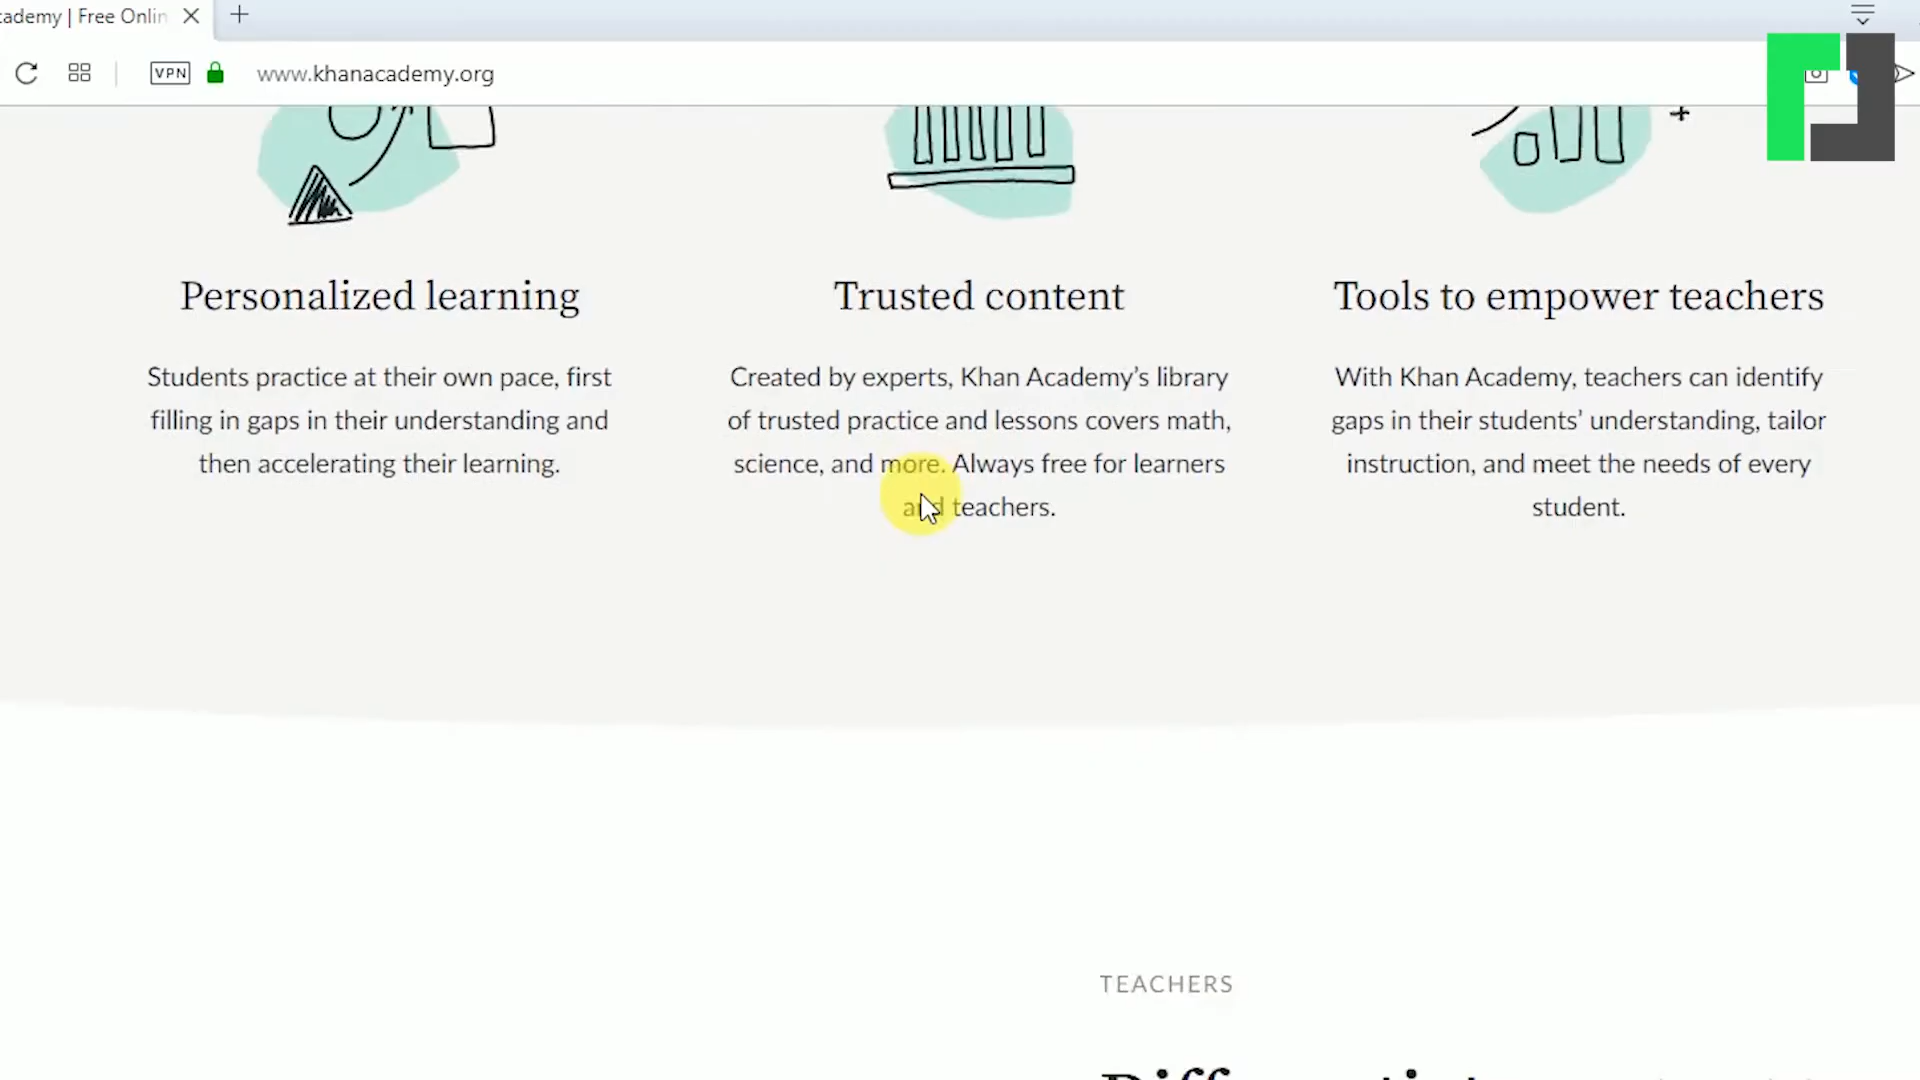 cademy | Free Onlin
VPN
www.khanacademy.org
Personalized learning
Students practice at their own pace, first
filling in gaps in their understanding and
then accelerating their learning.
Trusted content
Created by experts, Khan Academy’s library
of trusted practice and lessons covers math,
science, and more. Always free for learners
and teachers.
Tools to empower teachers
With Khan Academy, teachers can identify
gaps in their students’ understanding, tailor
instruction, and meet the needs of every
student.
TEACHERS